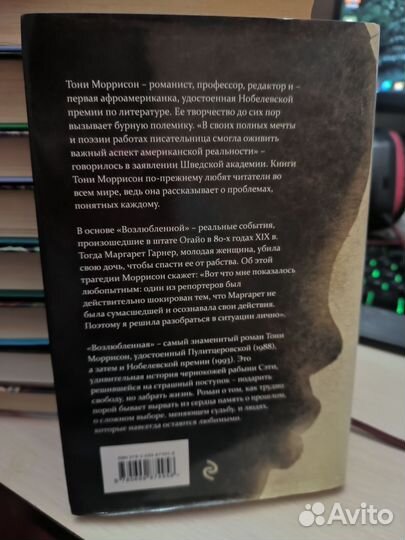 Тони Моррисон – романист, профессор, редактор и –
первая афроамериканка, удостоенная Нобелевской
премии по литературе. Ее творчество до сих пор
вызывает бурную полемику. «В своих полных мечты
и поэзии работах писательница смогла оживить
важный аспект американской реальности» –
говорилось в заявлении Шведской академии. Книги
Тони Моррисон по-прежнему любят читатели во
всем мире, ведь она рассказывает о проблемах,
понятных каждому.
В основе «Возлюбленной» – реальные события,
произошедшие в штате Огайо в 80-х годах XIX в.
Тогда Маргарет Гарнер, молодая женщина, убила
свою дочь, чтобы спасти ее от рабства. Об этой
трагедии Моррисон скажет: «Вот что мне показалось
любопытным: один из репортеров был
действительно шокирован тем, что Маргарет не
была сумасшедшей и осознавала свои действия.
Поэтому я решила разобраться в ситуации лично».
«Возлюбленная» – самый знаменитый роман Тони
Моррисон, удостоенный Пулитцеровской (1988),
а затем и Нобелевской премии (1993). Это
удивительная история чернокожей рабыни Сэти,
решившейся на страшный поступок – подарить
свободу, но забрать жизнь. Роман о том, как трудно
порой бывает вырвать из сердца память о прошлом,
о сложном выборе, меняющем судьбу, и людях,
которые навсегда остаются любимыми.
Avito